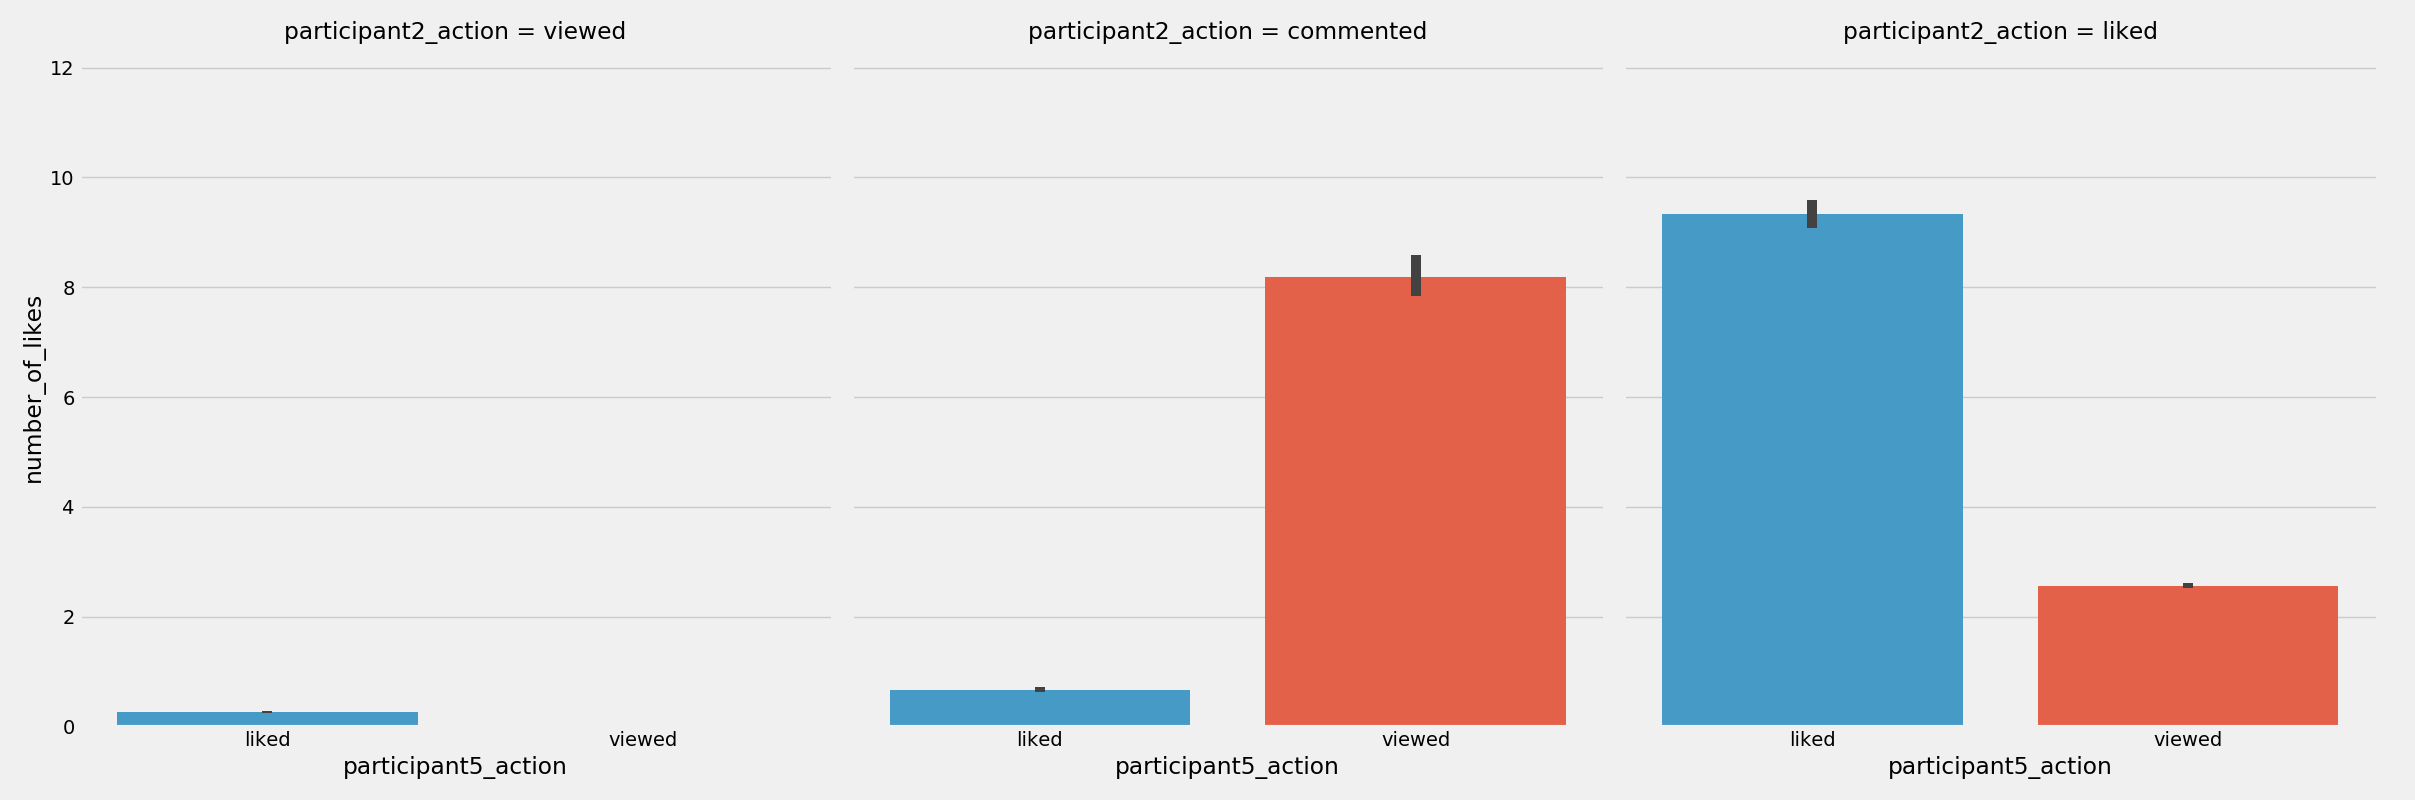 participant2_action = viewed
participant2_action = commented
participant2_action = liked
12
10
8
6
4
2
0
number_of_likes
liked
viewed
liked
viewed
liked
viewed
participant5_action
participant5_action
participant5_action